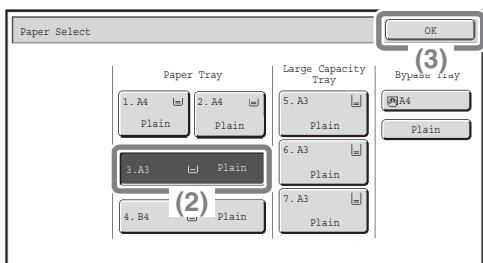 Paper Select
OK
(3)
Paper Tray
Large Capacity
Tray
Bypass Tray
1. A4
Plain
2. A4
Plain
5. A3
Plain
A4
Plain
3. A3 Plain
(2)
6. A3
Plain
4. B4 Plain
7. A3
Plain